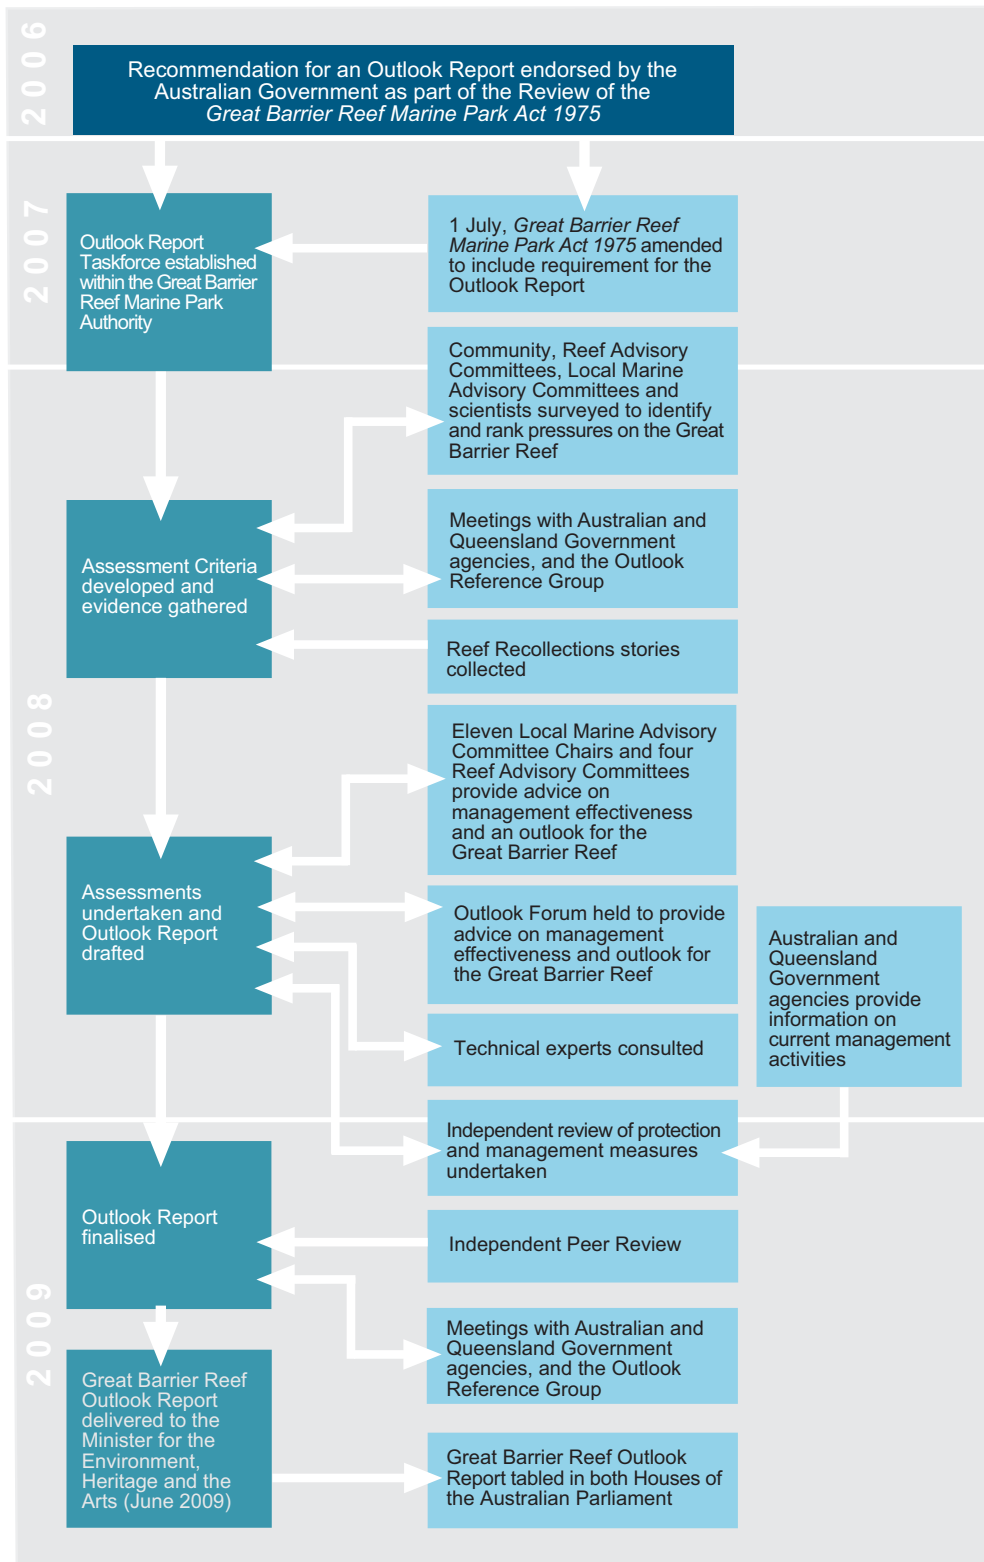 2006
Recommendation for an Outlook Report endorsed by the
Australian Government as part of the Review of the
Great Barrier Reef Marine Park Act 1975
2007
Outlook Report
Taskforce established
within the Great Barrier
Reef Marine Park
Authority
1 July, Great Barrier Reef
Marine Park Act 1975 amended
to include requirement for the
Outlook Report
2008
Community, Reef Advisory
Committees, Local Marine
Advisory Committees and
scientists surveyed to identify
and rank pressures on the Great
Barrier Reef
Assessment Criteria
developed and
evidence gathered
Meetings with Australian and
Queensland Government
agencies, and the Outlook
Reference Group
Reef Recollections stories
collected
Eleven Local Marine Advisory
Committee Chairs and four
Reef Advisory Committees
provide advice on
management effectiveness
and an outlook for the
Great Barrier Reef
Assessments
undertaken and
Outlook Report
drafted
Outlook Forum held to provide
advice on management
effectiveness and outlook for
the Great Barrier Reef
Australian and
Queensland
Government
agencies provide
information on
current management
activities
Technical experts consulted
Independent review of protection
and management measures
undertaken
2009
Outlook Report
finalised
Independent Peer Review
Meetings with Australian and
Queensland Government
agencies, and the Outlook
Reference Group
Great Barrier Reef
Outlook Report
delivered to the
Minister for the
Environment,
Heritage and the
Arts (June 2009)
Great Barrier Reef Outlook
Report tabled in both Houses of
the Australian Parliament